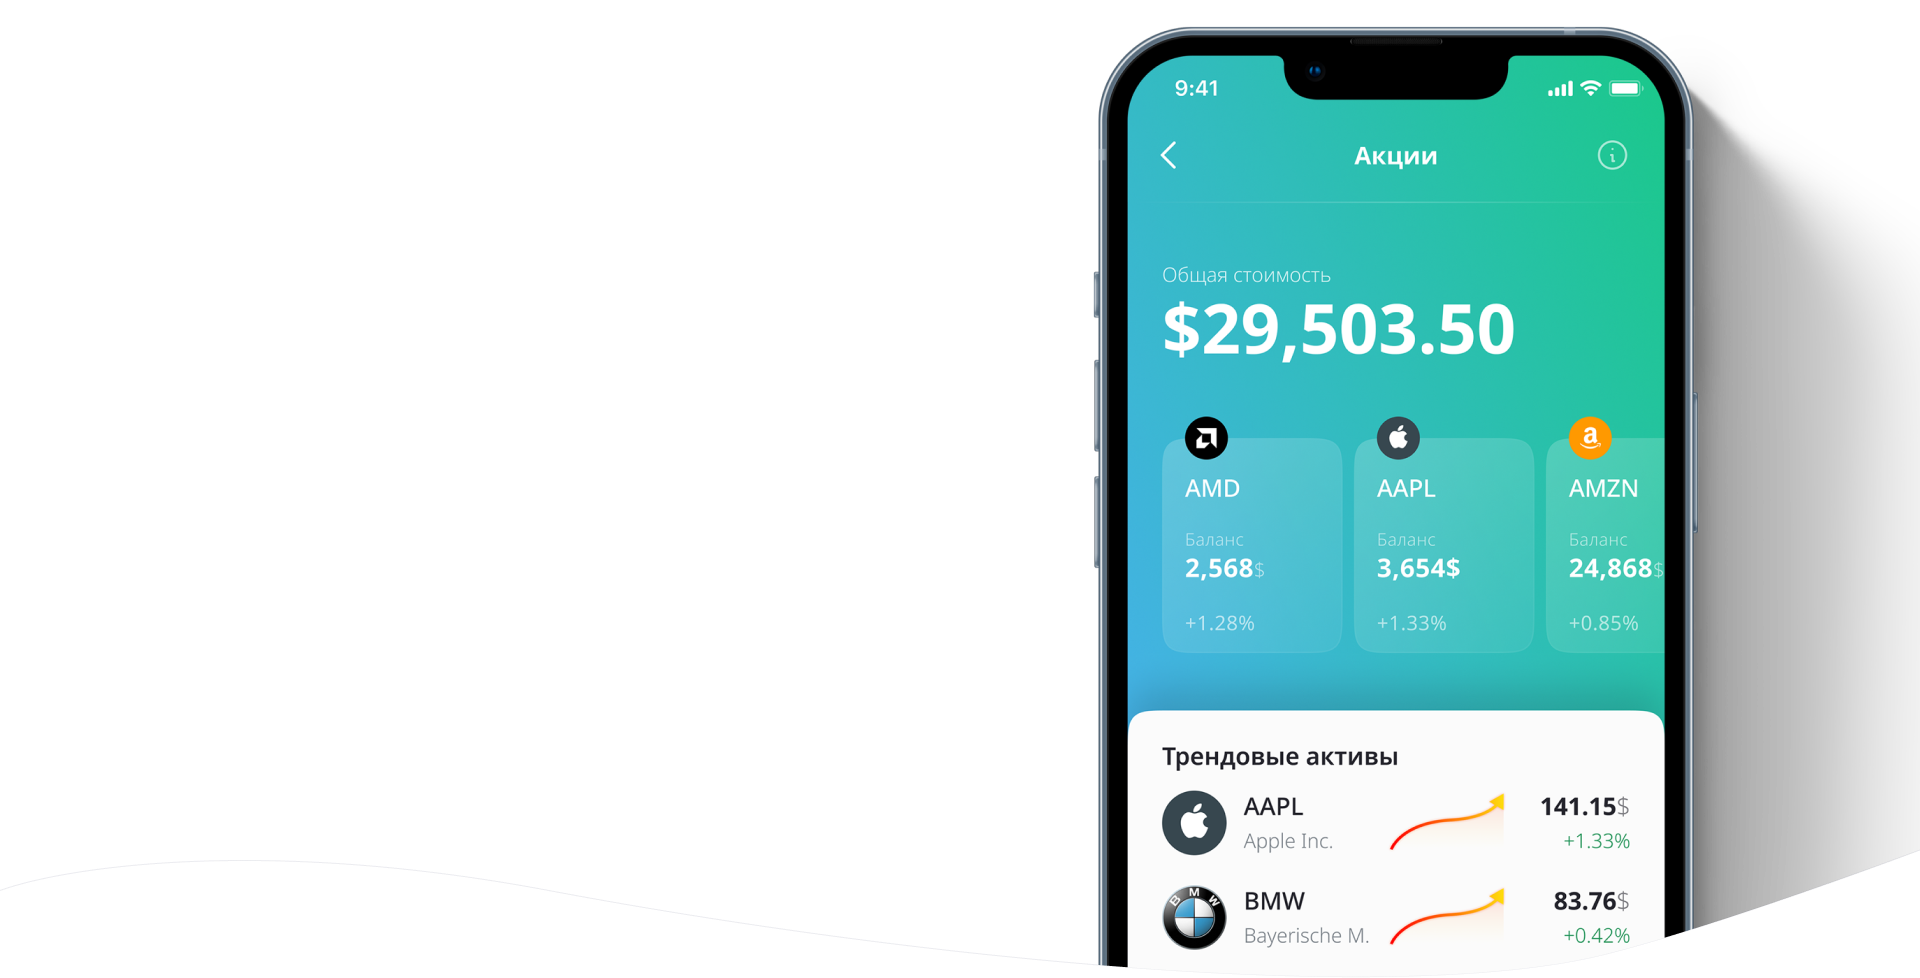 9:41
Акции
Общая стоимость
$29,503.50
AMD
AAPL
AMZN
Баланс
Баланс
Баланс
2,568$
3,654$
24,868$
+1.28%
+1.33%
+0.85%
Трендовые активы
AAPL
141.15$
Apple Inc.
+1.33%
BMW
BMW
83.76$
Bayerische M.
+0.42%